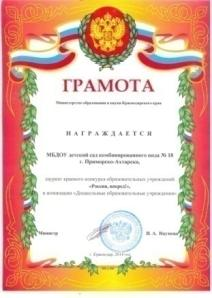 ГРАМОТА
Министерство образования и науки Краснодарского края
НАГРАЖДАЕТСЯ
МБДОУ детский сад комбинированного вида № 18
г. Приморско-Ахтарска,
лауреат краевого конкурса образовательных учреждений
«Россия, вперед!»,
в номинации «Дошкольные образовательные учреждения»
Министр Н. А. Наумова
г. Краснодар, 2014 год